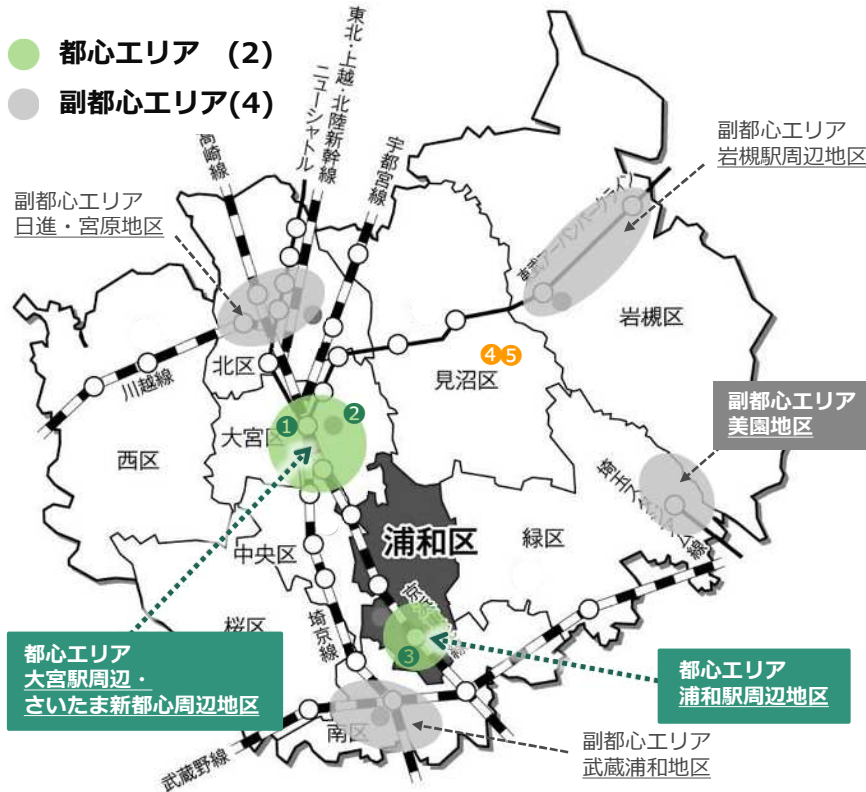 都心エリア (2)
副都心エリア(4)
東北・上越・北陸新幹線
ニューシャトル
高崎線
宇都宮線
副都心エリア
岩槻駅周辺地区
副都心エリア
日進・宮原地区
岩槻区
北区
川越線
④⑤
見沼区
副都心エリア
美園地区
①
②
大宮区
西区
浦和区
緑区
中央区
桜区
埼京線
③
都心エリア
大宮駅周辺・
さいたま新都心周辺地区
都心エリア
浦和駅周辺地区
南区
武蔵野線
副都心エリア
武蔵浦和地区